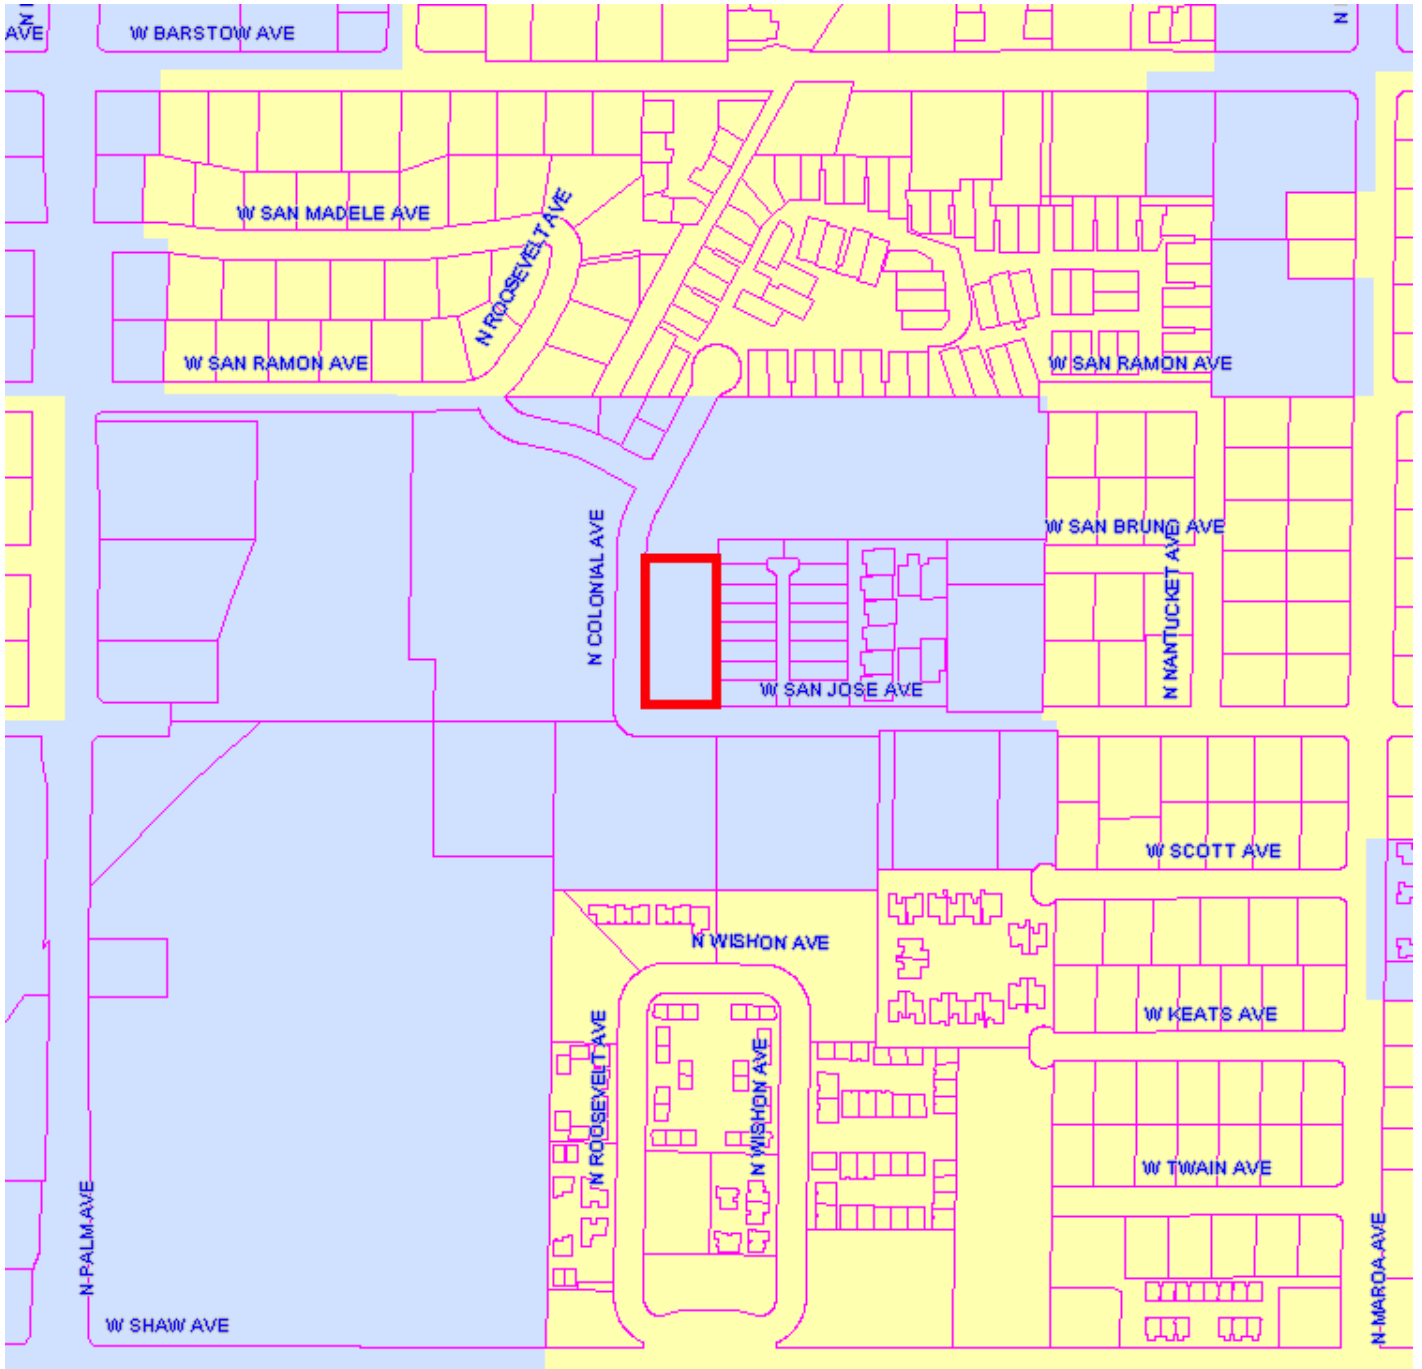 AVE
W BARSTOW AVE
N
W SAN MADELE AVE
N ROOSEVELT AVE
W SAN RAMON AVE
W SAN RAMON AVE
N COLONIAL AVE
W SAN BRUNO AVE
N NANTUCKET AVE
W SAN JOSE AVE
W SCOTT AVE
N WISHON AVE
W KEATS AVE
N ROOSEVELT AVE
N WISHON AVE
W TWAIN AVE
N PALM AVE
N MAROA AVE
W SHAW AVE